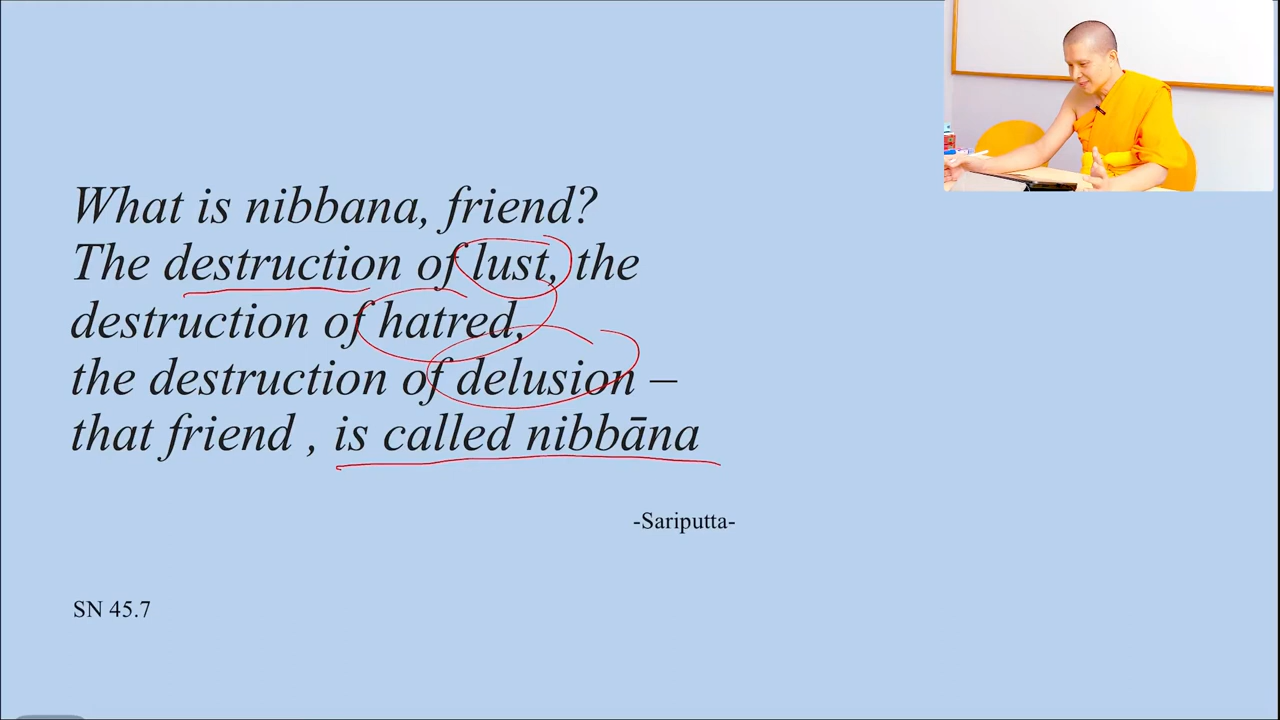 What is nibbana, friend?
The destruction of lust, the
destruction of hatred,
the destruction of delusion –
that friend , is called nibbāna
-Sariputta-
SN 45.7